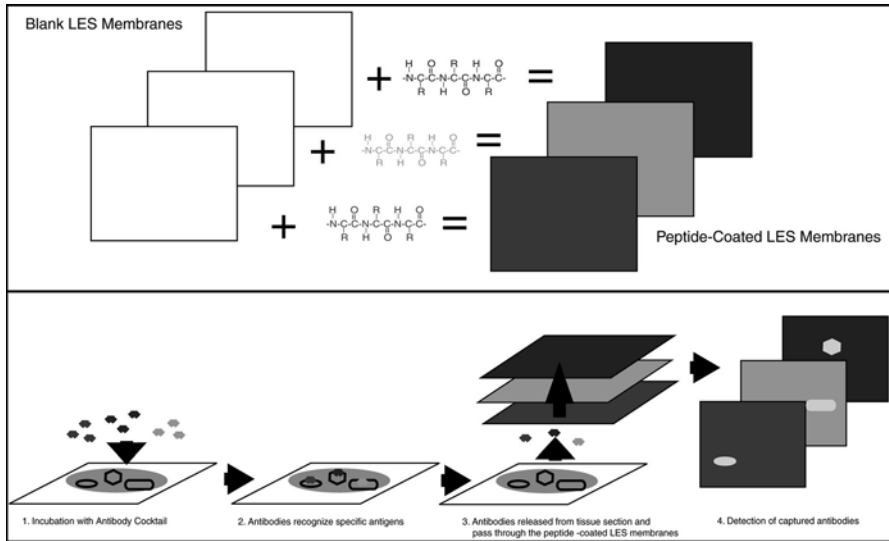 Blank LES Membranes
H O R H O
+ -N-C-C-N-C-C-N-C-C- =
R H O R
H O R H O
+ -N-C-C-N-C-C-N-C-C- =
R H O R
H O R H O
+ -N-C-C-N-C-C-N-C-C- =
R H O R
Peptide-Coated LES Membranes
1. Incubation with Antibody Cocktail
2. Antibodies recognize specific antigens
3. Antibodies released from tissue section and
pass through the peptide -coated LES membranes
4. Detection of captured antibodies